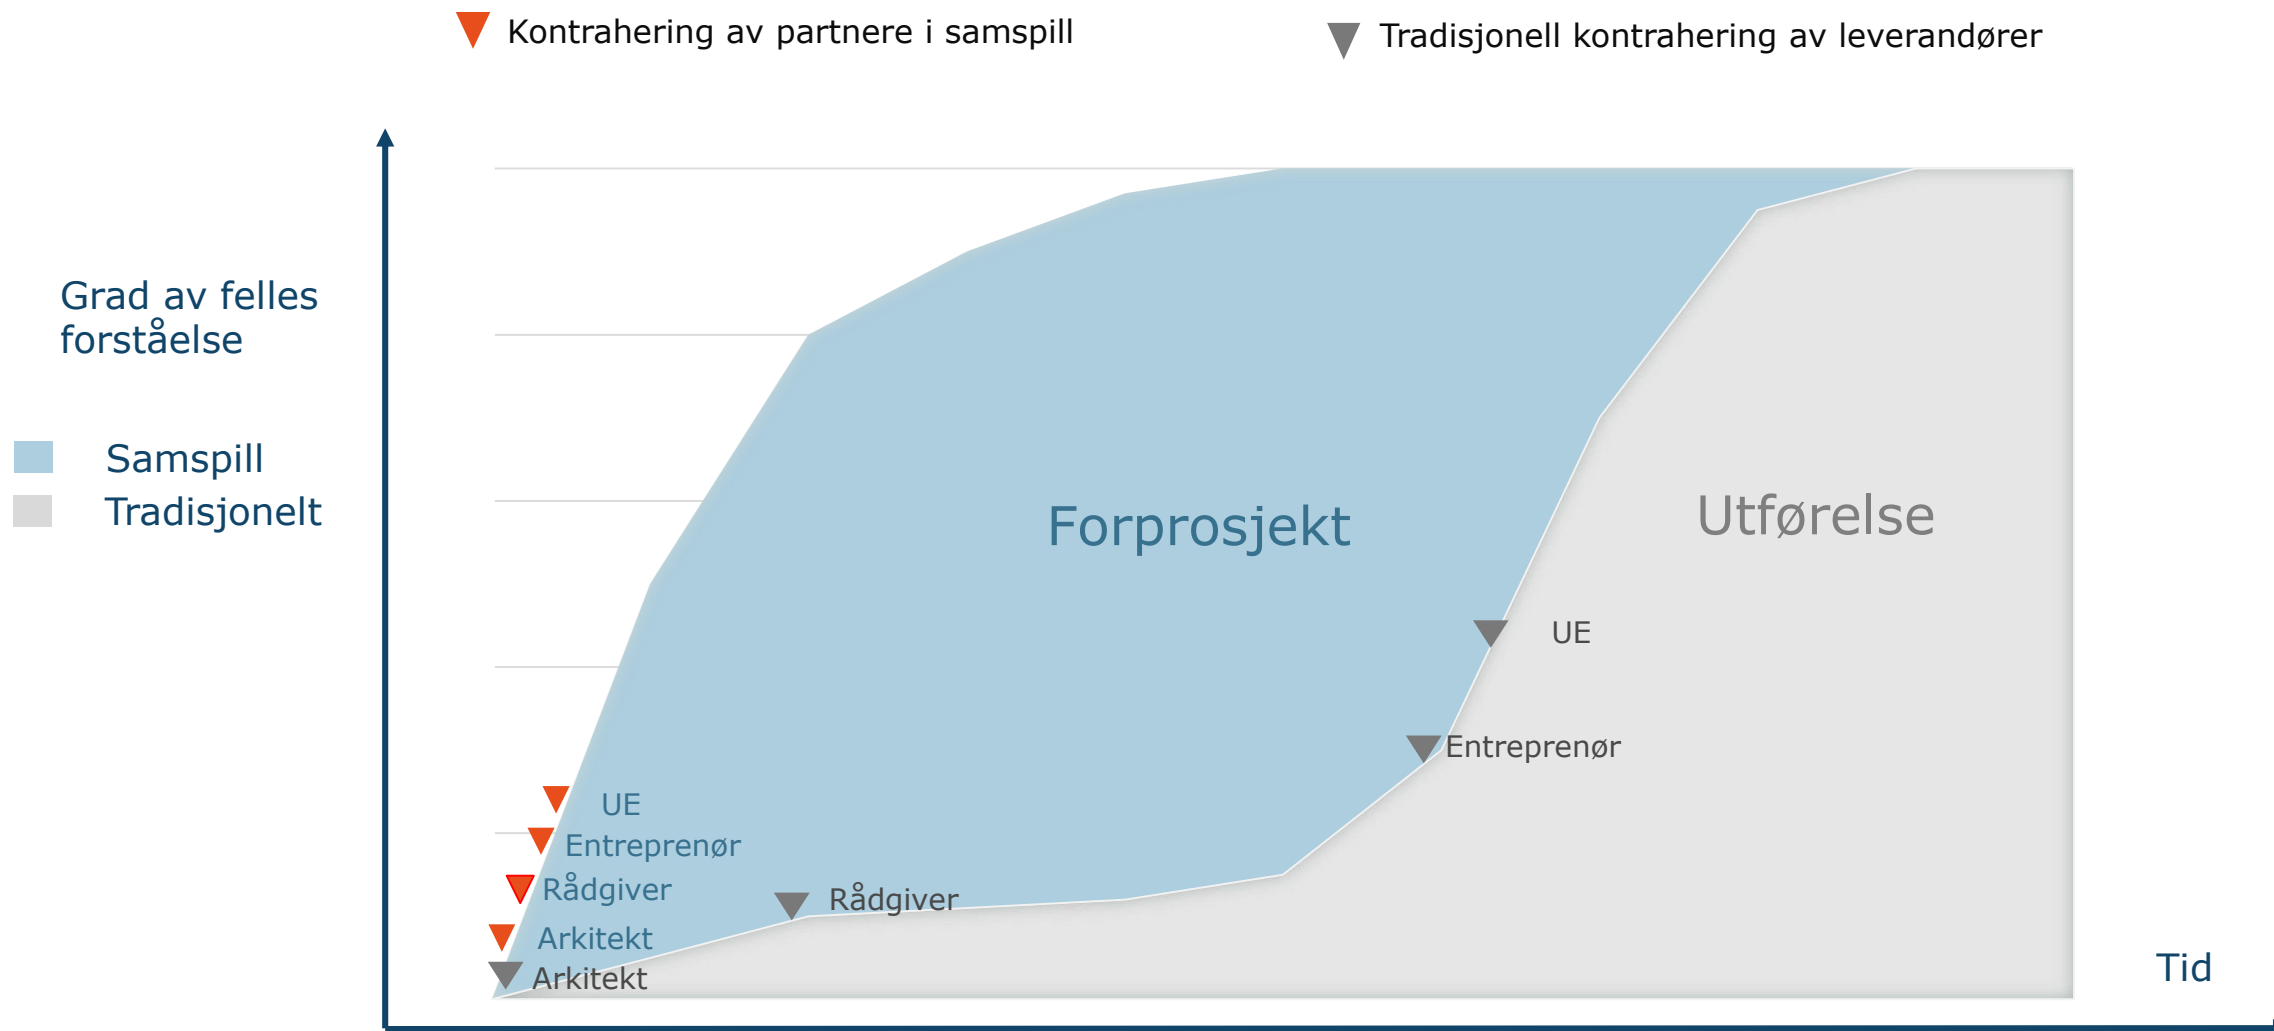 Kontrahering av partnere i samspill
Tradisjonell kontrahering av leverandører
Grad av felles
forståelse
Samspill
Tradisjonelt
Forprosjekt
Utførelse
UE
Entreprenør
UE
Entreprenør
Rådgiver
Rådgiver
Arkitekt
Arkitekt
Tid